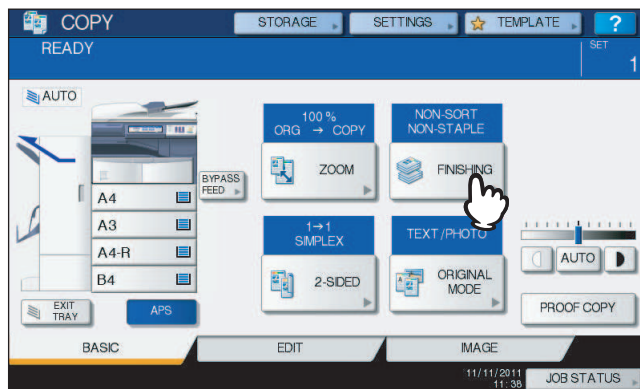 COPY
STORAGE
SETTINGS
TEMPLATE
?
READY
SET
1
AUTO
100 %
ORG → COPY
NON-SORT
NON-STAPLE
ZOOM
FINISHING
BYPASS
FEED
A4
A3
A4-R
B4
1→1
SIMPLEX
TEXT/PHOTO
2-SIDED
ORIGINAL
MODE
AUTO
EXIT
TRAY
APS
PROOF COPY
BASIC
EDIT
IMAGE
11/11/2011
11:38
JOB STATUS